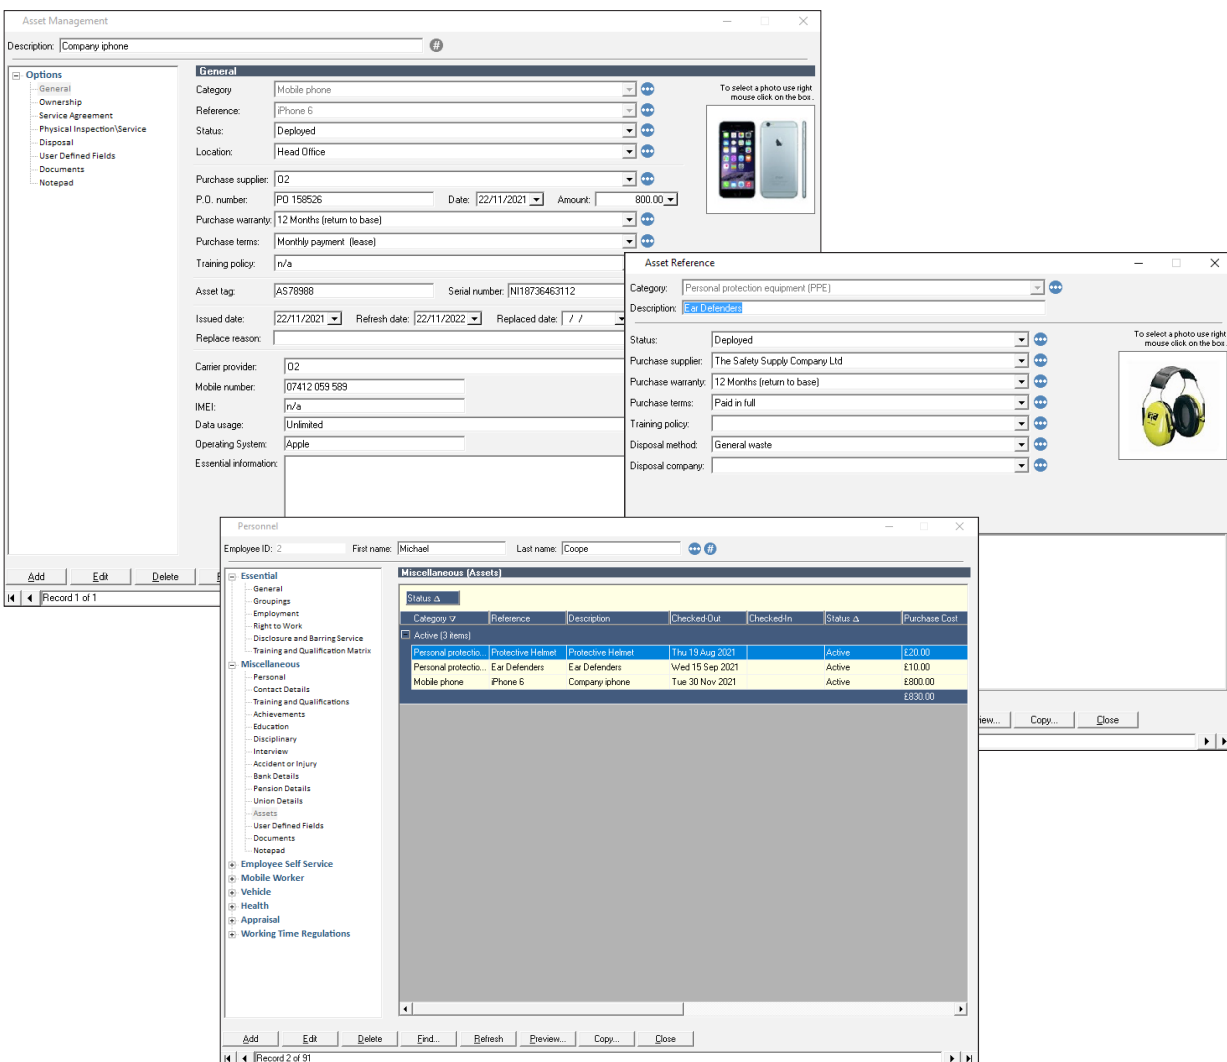 Asset Management
Description: Company iphone #
Options
General
Ownership
Service Agreement
Physical Inspection\Service
Disposal
User Defined Fields
Documents
Notepad
General
Category Mobile phone
Reference: iPhone 6
Status: Deployed
Location: Head Office
Purchase supplier: O2
P.O. number: PO 158526 Date: 22/11/2021 Amount: 800.00
Purchase warranty: 12 Months (return to base)
Purchase terms: Monthly payment (lease)
Training policy: n/a
Asset tag: AS78988 Serial number: NI18736463112
Issued date: 22/11/2021 Refresh date: 22/11/2022 Replaced date: / /
Replace reason:
Carrier provider: O2
Mobile number: 07412 059 589
IMEI: n/a
Data usage: Unlimited
Operating System: Apple
Essential information:
To select a photo use right
mouse click on the box.
Add Edit Delete
Record 1 of 1
Asset Reference
Category: Personal protection equipment (PPE)
Description: Ear Defenders
Status: Deployed
Purchase supplier: The Safety Supply Company Ltd
Purchase warranty: 12 Months (return to base)
Purchase terms: Paid in full
Training policy:
Disposal method: General waste
Disposal company:
To select a photo use right
mouse click on the box.
iew... Copy... Close
Personnel
Employee ID: 2 First name: Michael Last name: Coope #
Essential
General
Groupings
Employment
Right to Work
Disclosure and Barring Service
Training and Qualification Matrix
Miscellaneous
Personal
Contact Details
Training and Qualifications
Achievements
Education
Disciplinary
Interview
Accident or Injury
Bank Details
Pension Details
Union Details
Assets
User Defined Fields
Documents
Notepad
Employee Self Service
Mobile Worker
Vehicle
Health
Appraisal
Working Time Regulations
Miscellaneous (Assets)
Status
Category Reference Description Checked-Out Checked-In Status Purchase Cost
Active (3 items)
Personal protectio... Protective Helmet Protective Helmet Thu 19 Aug 2021 Active £20.00
Personal protectio... Ear Defenders Ear Defenders Wed 15 Sep 2021 Active £10.00
Mobile phone iPhone 6 Company iphone Tue 30 Nov 2021 Active £800.00
£830.00
Add Edit Delete Find... Refresh Preview... Copy... Close
Record 2 of 91